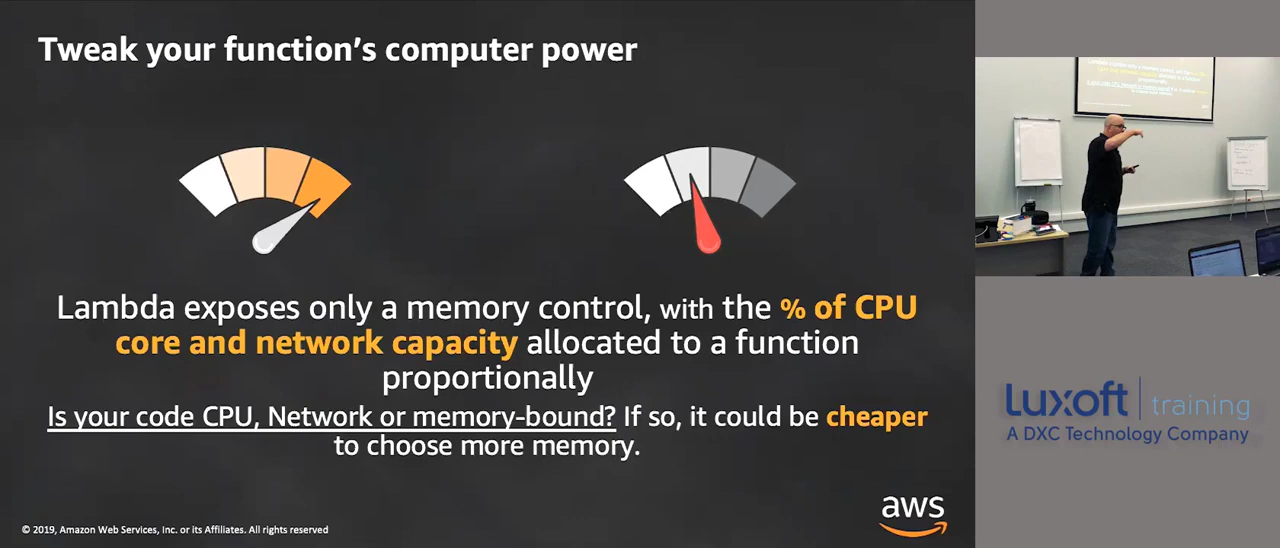 Tweak your function's computer power
Lambda exposes only a memory control, with the % of CPU
core and network capacity allocated to a function
proportionally
Is your code CPU, Network or memory-bound? If so, it could be cheaper
to choose more memory.
aws
© 2019, Amazon Web Services, Inc. or its Affiliates. All rights reserved
Luxoft training
A DXC Technology Company